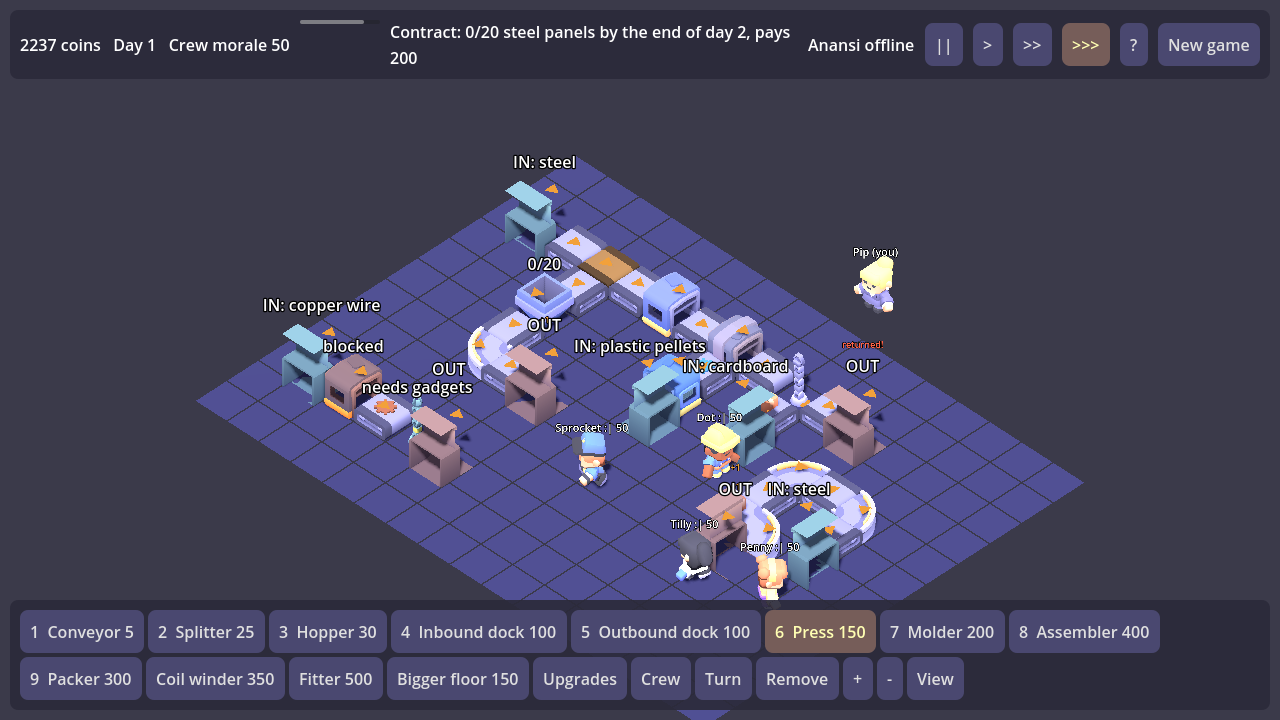 2237 coins Day 1 Crew morale 50
Contract: 0/20 steel panels by the end of day 2, pays
200
Anansi offline || > >> >>> ? New game
IN: steel
Pip (you)
0/20
IN: copper wire
OUT
returned!
blocked
IN: plastic pellets
OUT
IN: cardboard
OUT
needs gadgets
Dot :| 50
Sprocket :| 50
OUT
IN: steel
Tilly :| 50
Penny :| 50
1 Conveyor 5
2 Splitter 25
3 Hopper 30
4 Inbound dock 100
5 Outbound dock 100
6 Press 150
7 Molder 200
8 Assembler 400
9 Packer 300
Coil winder 350
Fitter 500
Bigger floor 150
Upgrades
Crew
Turn
Remove
+
-
View